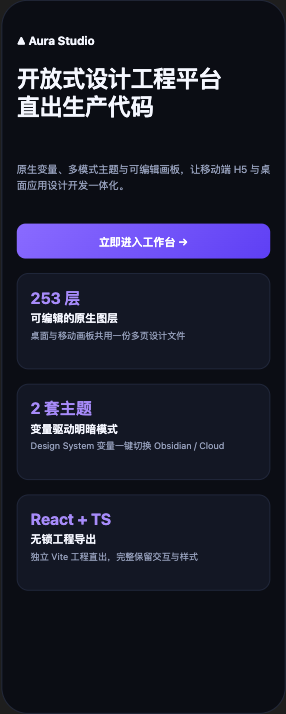 ▲ Aura Studio
开放式设计工程平台
直出生产代码
原生变量、多模式主题与可编辑画板，让移动端 H5 与桌
面应用设计开发一体化。
立即进入工作台 →
253 层
可编辑的原生图层
桌面与移动画板共用一份多页设计文件
2 套主题
变量驱动明暗模式
Design System 变量一键切换 Obsidian / Cloud
React + TS
无锁工程导出
独立 Vite 工程直出，完整保留交互与样式